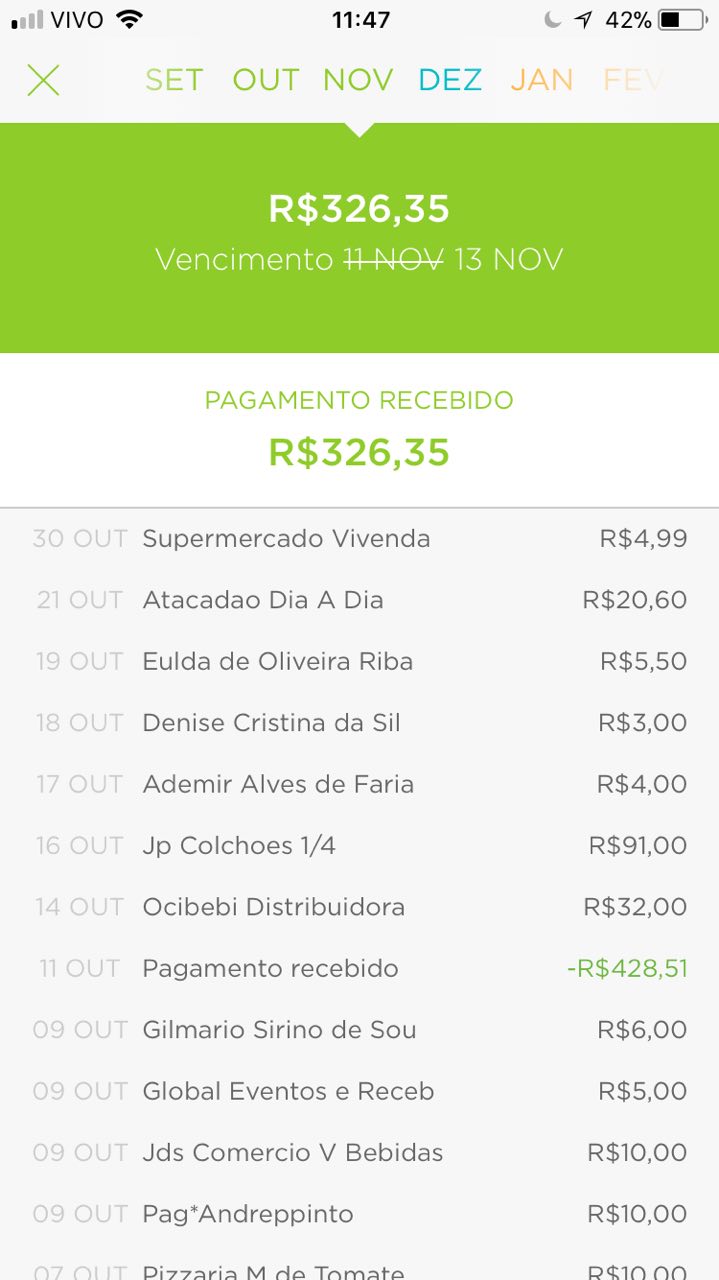 VIVO 11:47 42%
SET OUT NOV DEZ JAN FEV
R$326,35
Vencimento 11 NOV 13 NOV
PAGAMENTO RECEBIDO
R$326,35
30 OUT Supermercado Vivenda R$4,99
21 OUT Atacadao Dia A Dia R$20,60
19 OUT Eulda de Oliveira Riba R$5,50
18 OUT Denise Cristina da Sil R$3,00
17 OUT Ademir Alves de Faria R$4,00
16 OUT Jp Colchoes 1/4 R$91,00
14 OUT Ocibebi Distribuidora R$32,00
11 OUT Pagamento recebido -R$428,51
09 OUT Gilmario Sirino de Sou R$6,00
09 OUT Global Eventos e Receb R$5,00
09 OUT Jds Comercio V Bebidas R$10,00
09 OUT Pag*Andreppinto R$10,00
07 OUT Pizzaria M de Tomate R$10,00